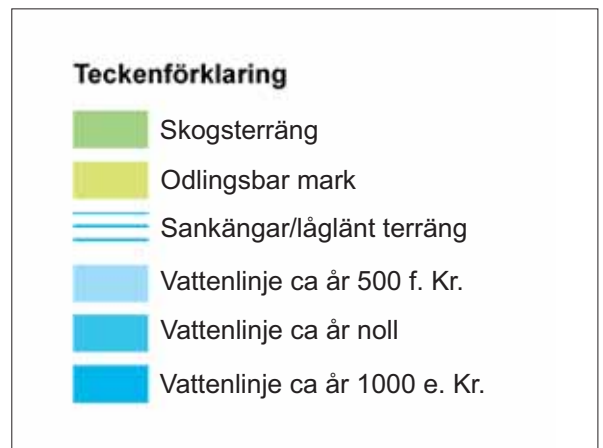 Teckenförklaring
Skogsterräng
Odlingsbar mark
Sankängar/låglänt terräng
Vattenlinje ca år 500 f. Kr.
Vattenlinje ca år noll
Vattenlinje ca år 1000 e. Kr.